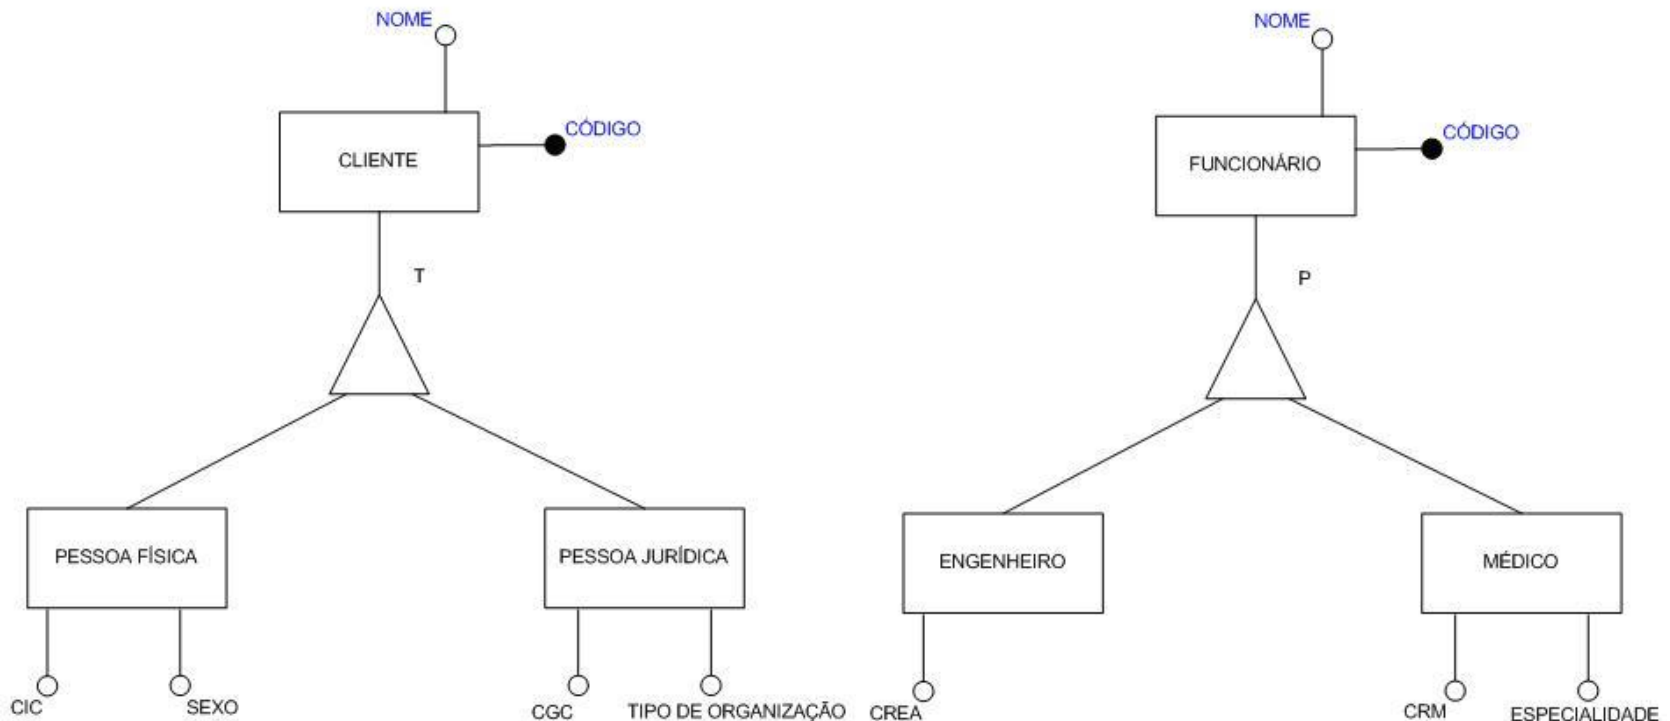 NOME
CÓDIGO
CLIENTE
T
PESSOA FÍSICA
PESSOA JURÍDICA
CIC
SEXO
CGC
TIPO DE ORGANIZAÇÃO
NOME
CÓDIGO
FUNCIONÁRIO
P
ENGENHEIRO
MÉDICO
CREA
CRM
ESPECIALIDADE